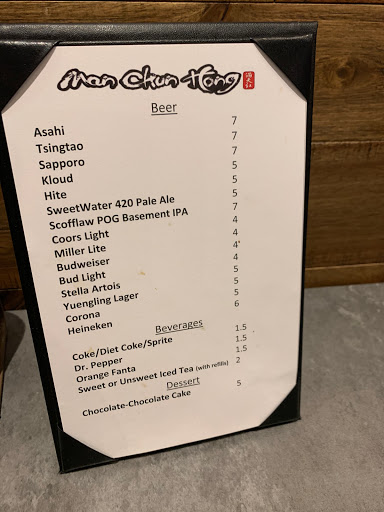 Man Chun Hong
Beer
Asahi 7
Tsingtao 7
Sapporo 7
Kloud 5
Hite 5
SweetWater 420 Pale Ale 5
Scofflaw POG Basement IPA 7
Coors Light 4
Miller Lite 4
Budweiser 4
Bud Light 4
Stella Artois 5
Yuengling Lager 5
Corona 5
Heineken 6
Beverages
Coke/Diet Coke/Sprite 1.5
Dr. Pepper 1.5
Orange Fanta 1.5
Sweet or Unsweet Iced Tea (with refills) 2
Dessert
Chocolate-Chocolate Cake 5